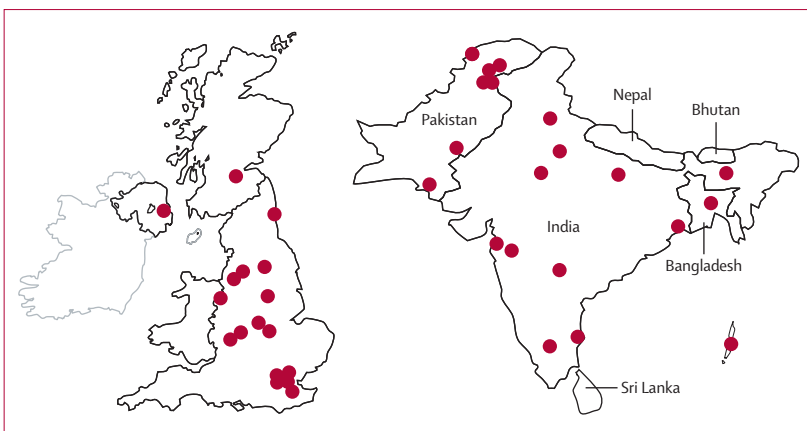 Nepal
Bhutan
Pakistan
India
Bangladesh
Sri Lanka